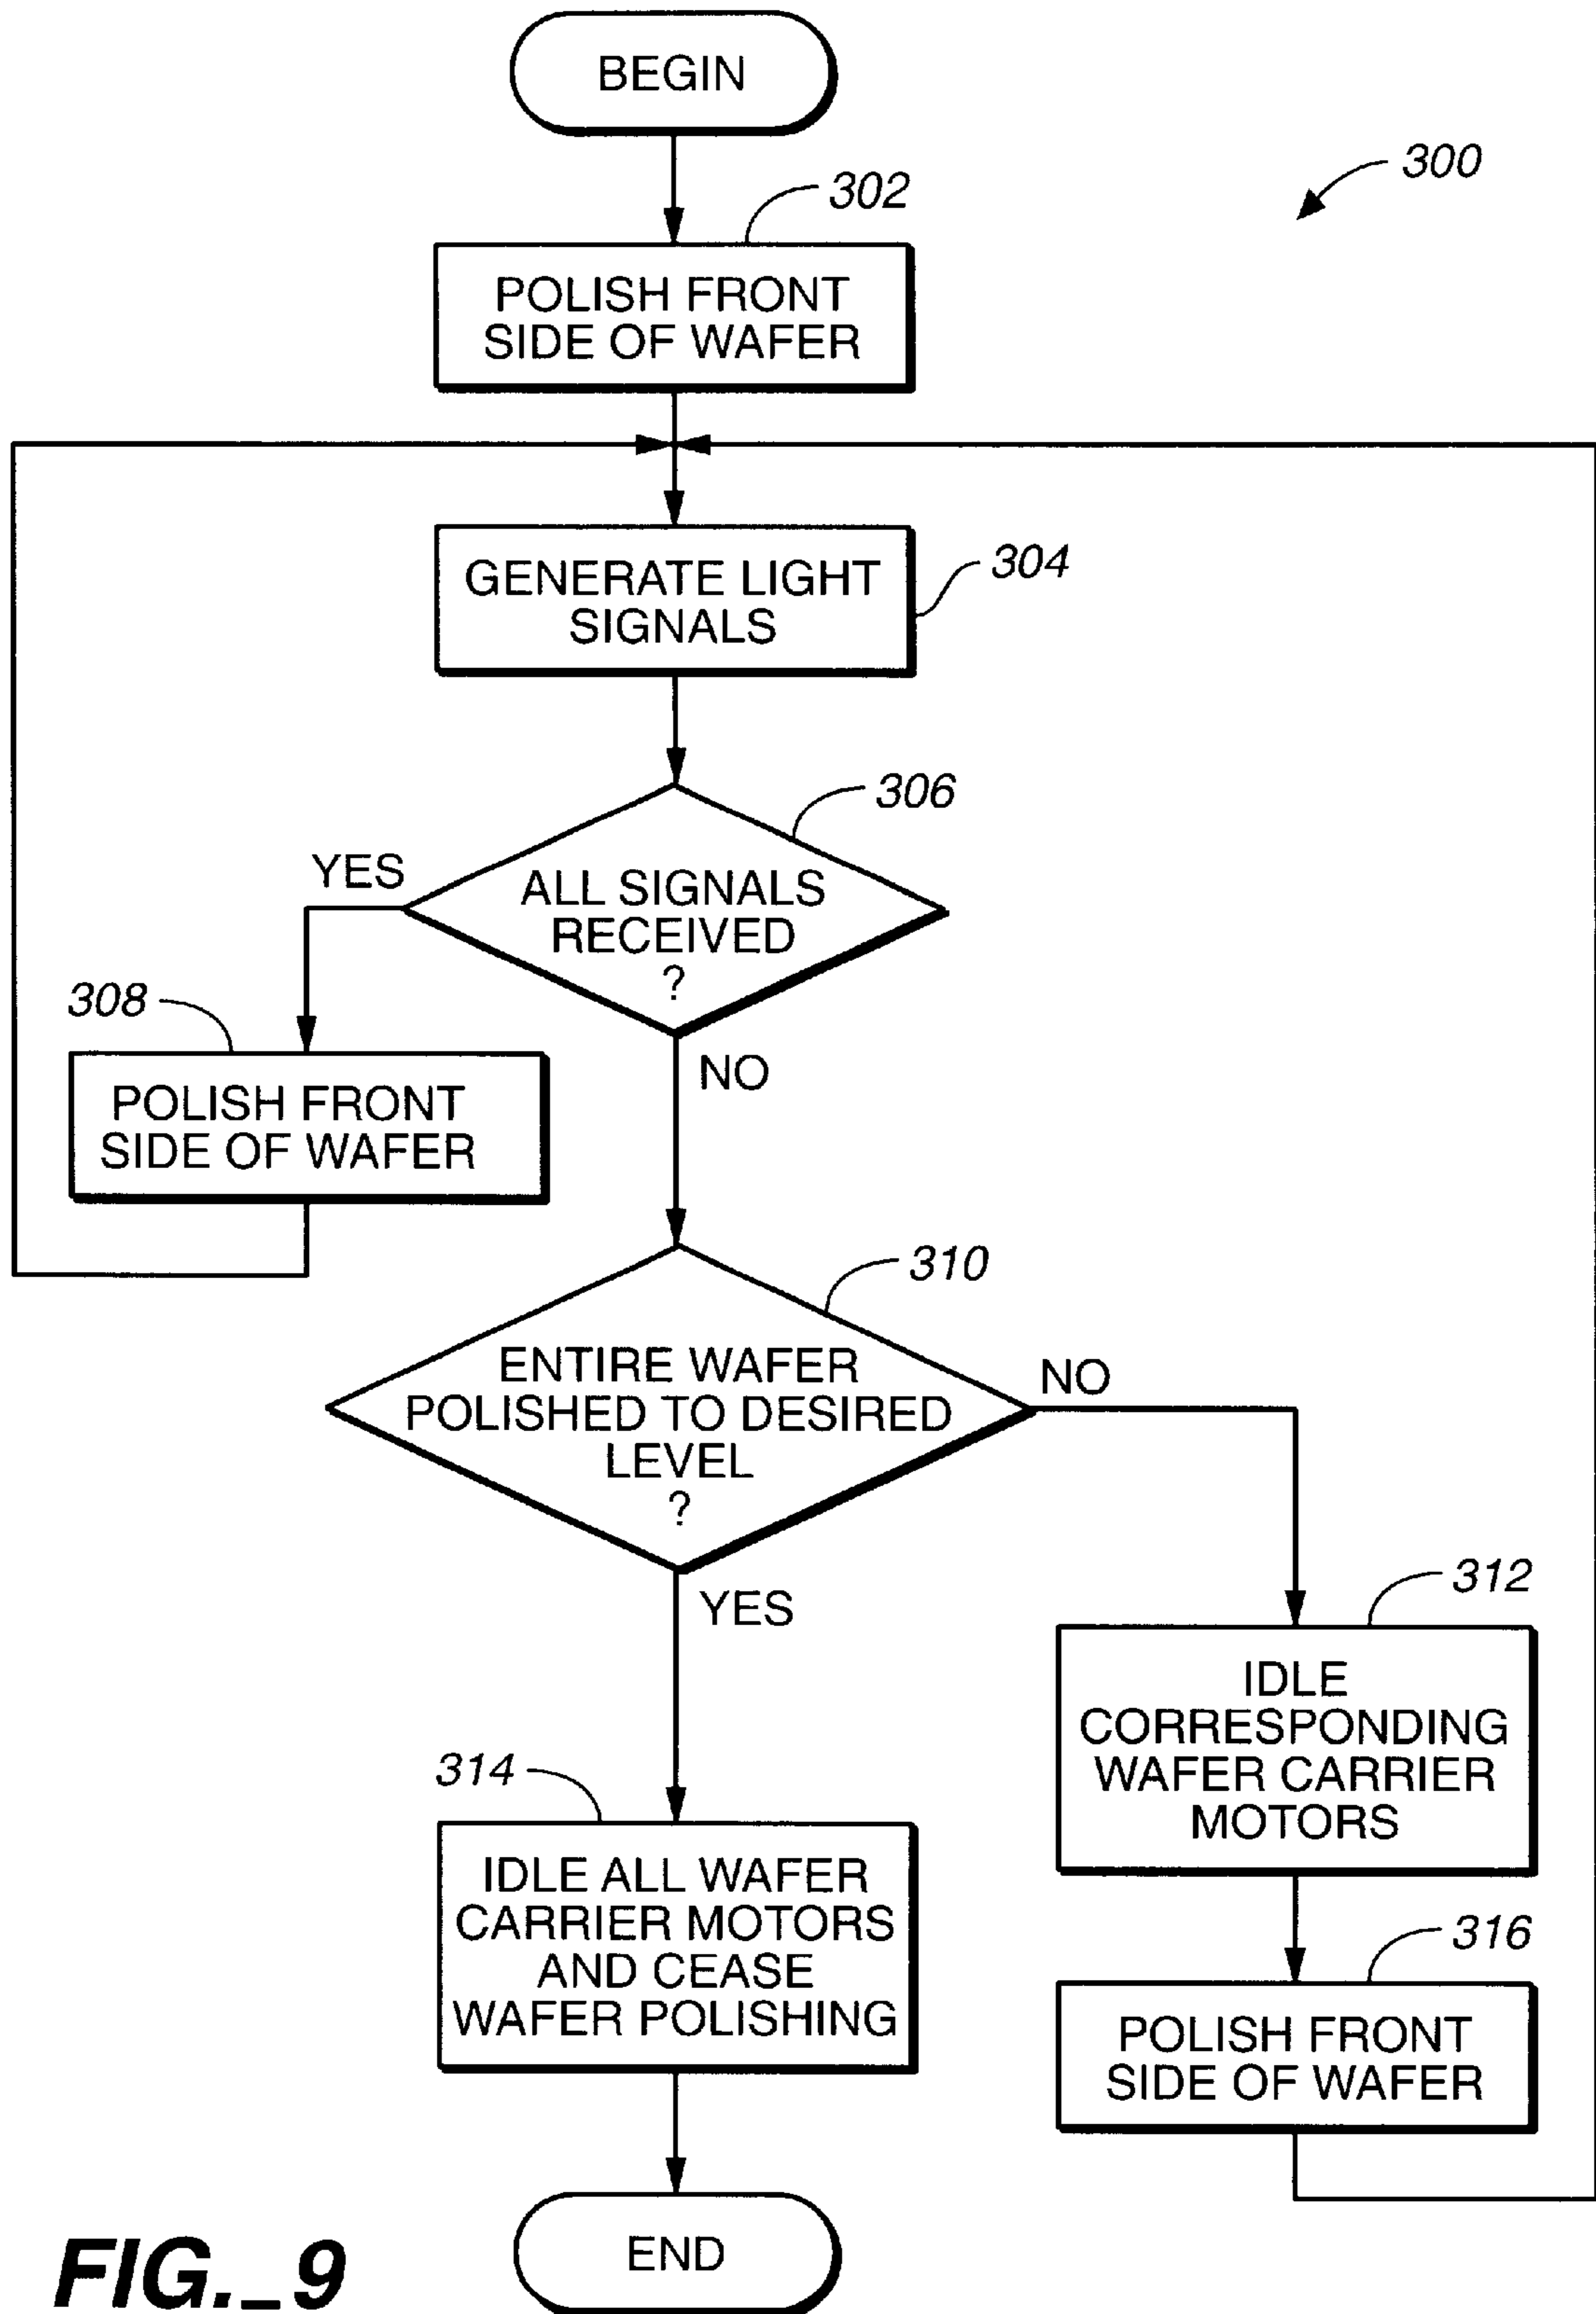 BEGIN
300
302
POLISH FRONT
SIDE OF WAFER
GENERATE LIGHT
SIGNALS
304
306
YES
ALL SIGNALS
RECEIVED
?
308
NO
POLISH FRONT
SIDE OF WAFER
310
ENTIRE WAFER
POLISHED TO DESIRED
LEVEL
?
NO
YES
312
IDLE
CORRESPONDING
WAFER CARRIER
MOTORS
314
IDLE ALL WAFER
CARRIER MOTORS
AND CEASE
WAFER POLISHING
316
POLISH FRONT
SIDE OF WAFER
END
FIG._9